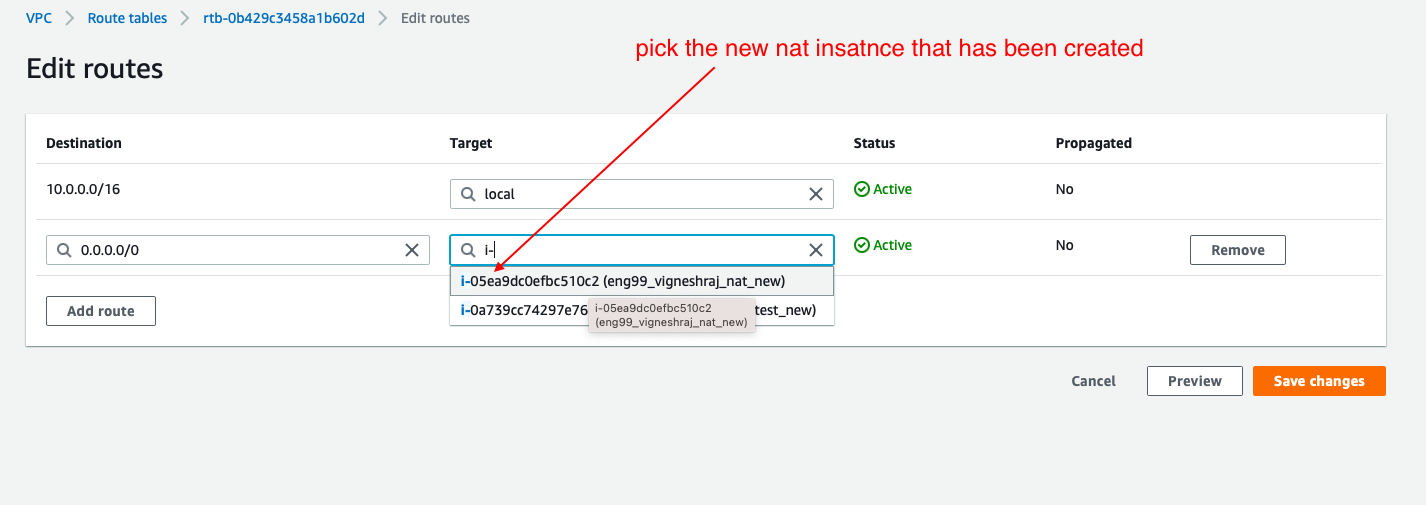 VPC > Route tables > rtb-0b429c3458a1b602d > Edit routes
pick the new nat insatnce that has been created
Edit routes
Destination Target Status Propagated
10.0.0.0/16 local Active No
0.0.0.0/0 i- Active No Remove
i-05ea9dc0efbc510c2 (eng99_vigneshraj_nat_new)
i-0a739cc74297e76 test_new)
i-05ea9dc0efbc510c2
(eng99_vigneshraj_nat_new)
Add route
Cancel Preview Save changes